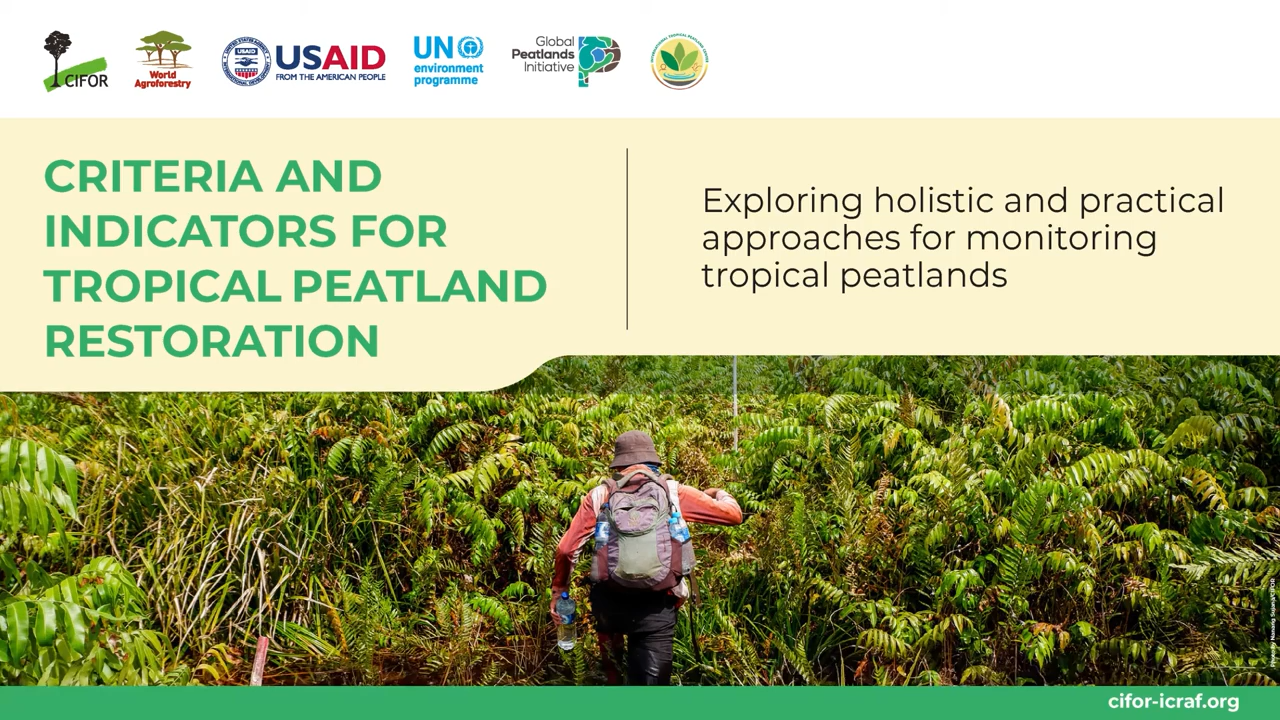 CIFOR
World
Agroforestry
USAID
FROM THE AMERICAN PEOPLE
UN
environment
programme
Global
Peatlands
Initiative
CRITERIA AND
INDICATORS FOR
TROPICAL PEATLAND
RESTORATION
Exploring holistic and practical
approaches for monitoring
tropical peatlands
cifor-icraf.org